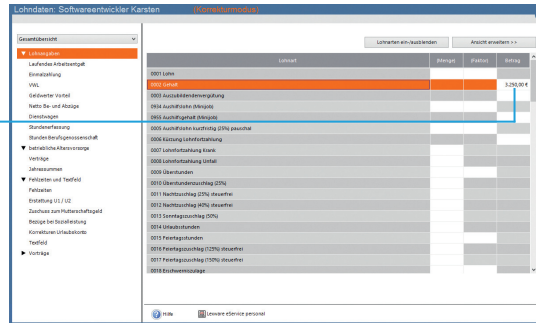 Lohndaten: Softwareentwickler Karsten (Korrekturmodus)
Gesamtübersicht
Lohnarten ein-/ausblenden
Ansicht erweitern >>
Lohnangaben
Laufendes Arbeitsentgelt
Einmalzahlung
VWL
Geldwerter Vorteil
Netto Be- und Abzüge
Dienstwagen
Stundenerfassung
Stunden Berufsgenossenschaft
betriebliche Altersvorsorge
Verträge
Jahressummen
Fehlzeiten und Textfeld
Fehlzeiten
Erstattung U1 / U2
Zuschuss zum Mutterschaftsgeld
Bezüge bei Sozialleistung
Korrekturen Urlaubskonto
Textfeld
Vorträge
Lohnart (Menge) (Faktor) Betrag
0001 Lohn
0002 Gehalt 3.250,00 €
0003 Auszubildendenvergütung
0934 Aushilfslohn (Minijob)
0935 Aushilfsgehalt (Minijob)
0005 Aushilfslohn kurzfristig (25%) pauschal
0006 Kürzung Lohnfortzahlung
0007 Lohnfortzahlung Krank
0008 Lohnfortzahlung Unfall
0009 Überstunden
0010 Überstundenzuschlag (25%)
0011 Nachtzuschlag (25%) steuerfrei
0012 Nachtzuschlag (40%) steuerfrei
0013 Sonntagszuschlag (50%)
0014 Urlaubsstunden
0015 Feiertagsstunden
0016 Feiertagszuschlag (125%) steuerfrei
0017 Feiertagszuschlag (150%) steuerfrei
0018 Erschwerniszulage
Hilfe
Lexware eService personal